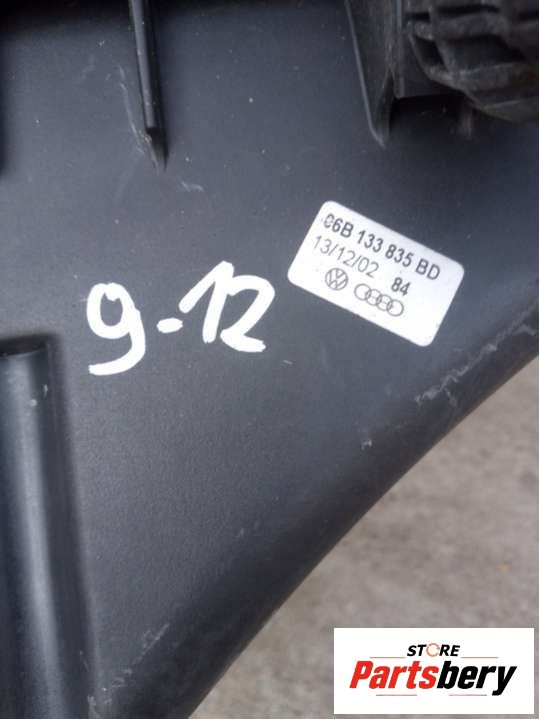 06B 133 835 BD
13/12/02 84
9-12
STORE
Partsbery